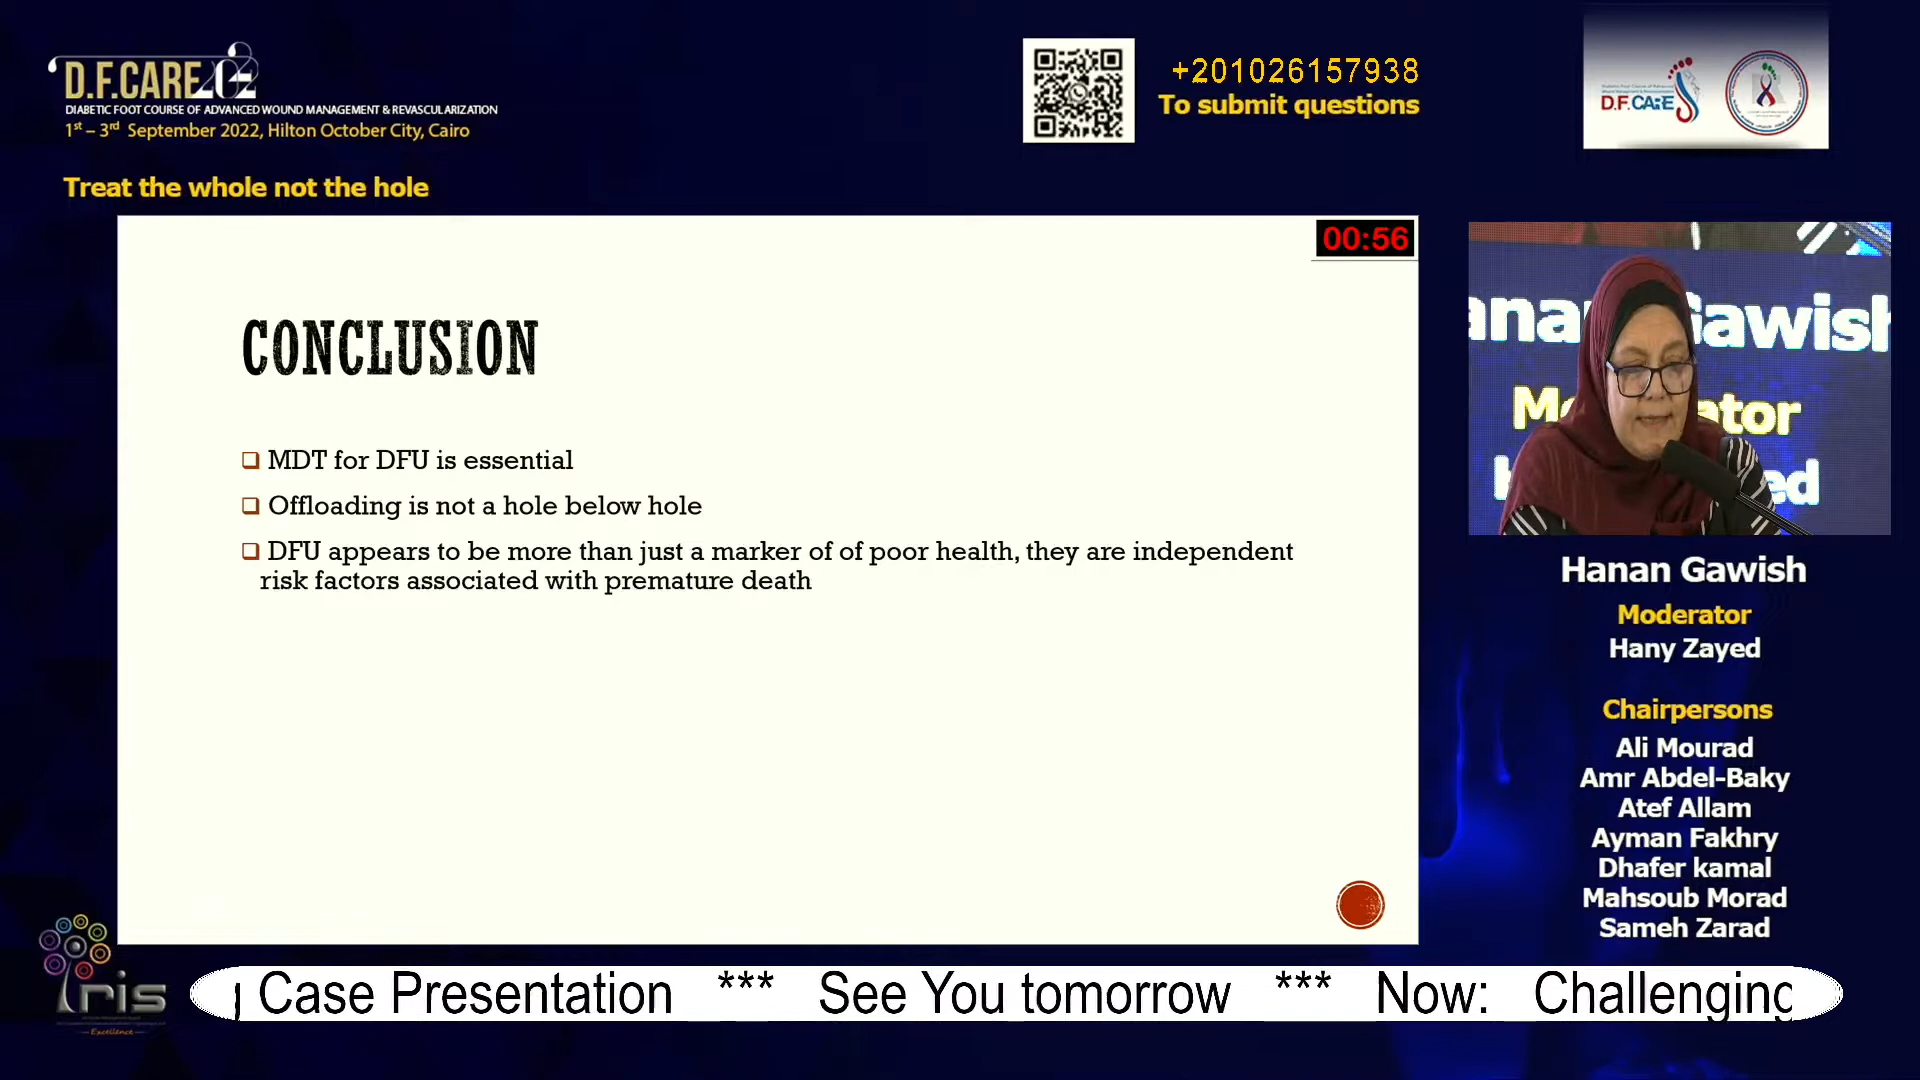 D.F.CARE
DIABETIC FOOT COURSE OF ADVANCED WOUND MANAGEMENT & REVASCULARIZATION
1st – 3rd September 2022, Hilton October City, Cairo
Treat the whole not the hole
+201026157938
To submit questions
D.F.CARE
00:56
CONCLUSION
MDT for DFU is essential
Offloading is not a hole below hole
DFU appears to be more than just a marker of of poor health, they are independent
risk factors associated with premature death
Hanan Gawish
Moderator
Hany Zayed
Chairpersons
Ali Mourad
Amr Abdel-Baky
Atef Allam
Ayman Fakhry
Dhafer kamal
Mahsoub Morad
Sameh Zarad
iris
Excellence
Case Presentation *** See You tomorrow *** Now: Challenging